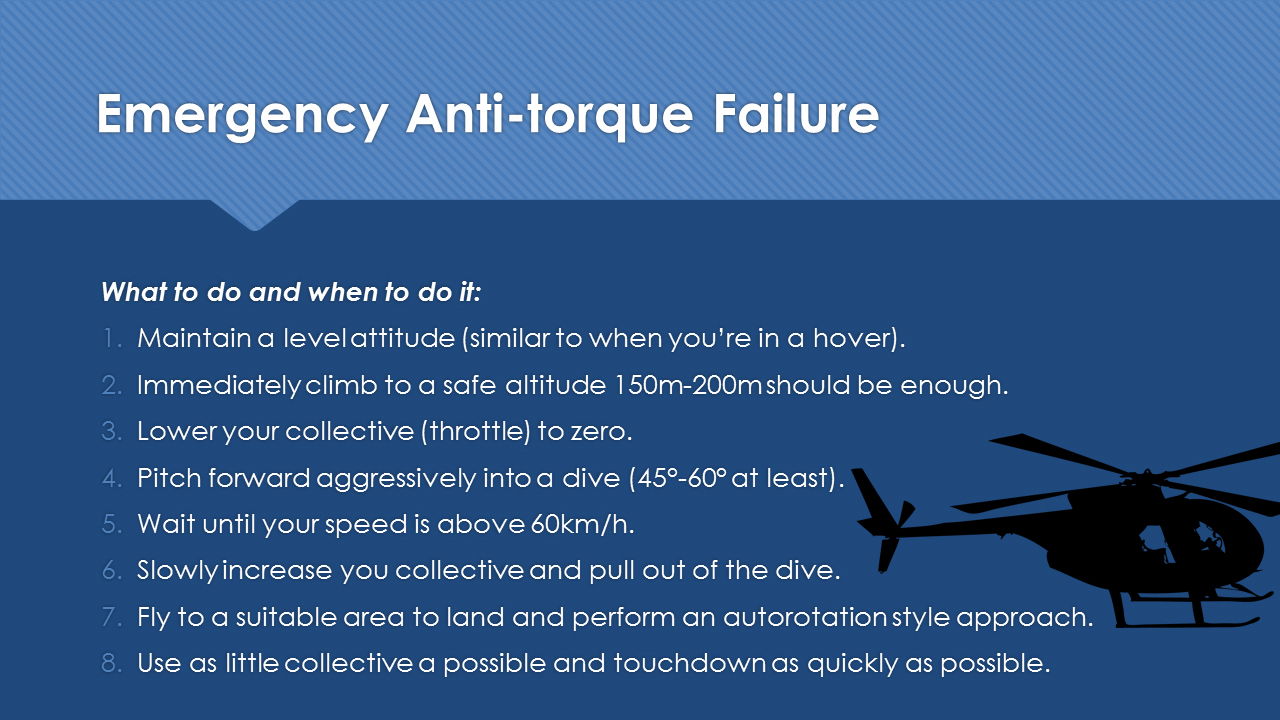 Emergency Anti-torque Failure
What to do and when to do it:
1. Maintain a level attitude (similar to when you’re in a hover).
2. Immediately climb to a safe altitude 150m-200m should be enough.
3. Lower your collective (throttle) to zero.
4. Pitch forward aggressively into a dive (45°-60° at least).
5. Wait until your speed is above 60km/h.
6. Slowly increase you collective and pull out of the dive.
7. Fly to a suitable area to land and perform an autorotation style approach.
8. Use as little collective a possible and touchdown as quickly as possible.